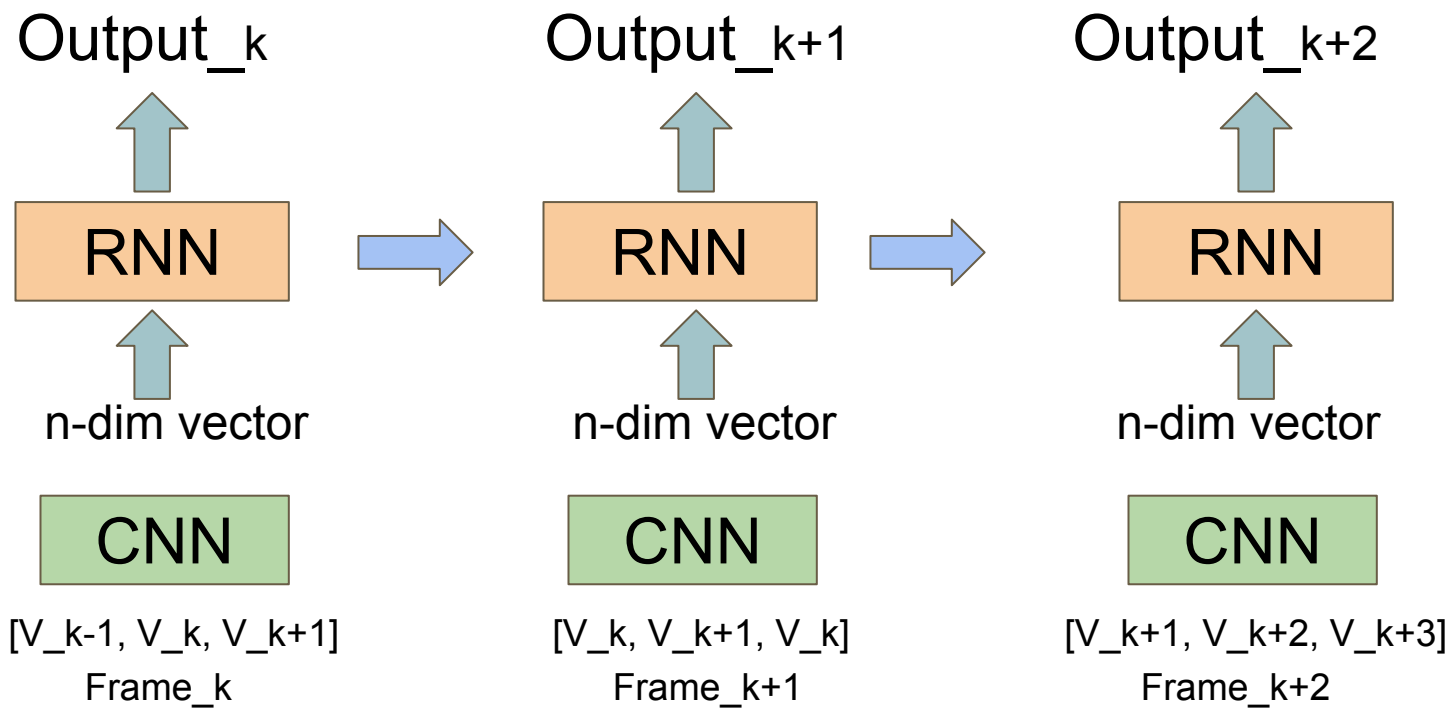 Output_k Output_k+1 Output_k+2
RNN RNN RNN
n-dim vector n-dim vector n-dim vector
CNN CNN CNN
[V_k-1, V_k, V_k+1] [V_k, V_k+1, V_k] [V_k+1, V_k+2, V_k+3]
Frame_k Frame_k+1 Frame_k+2